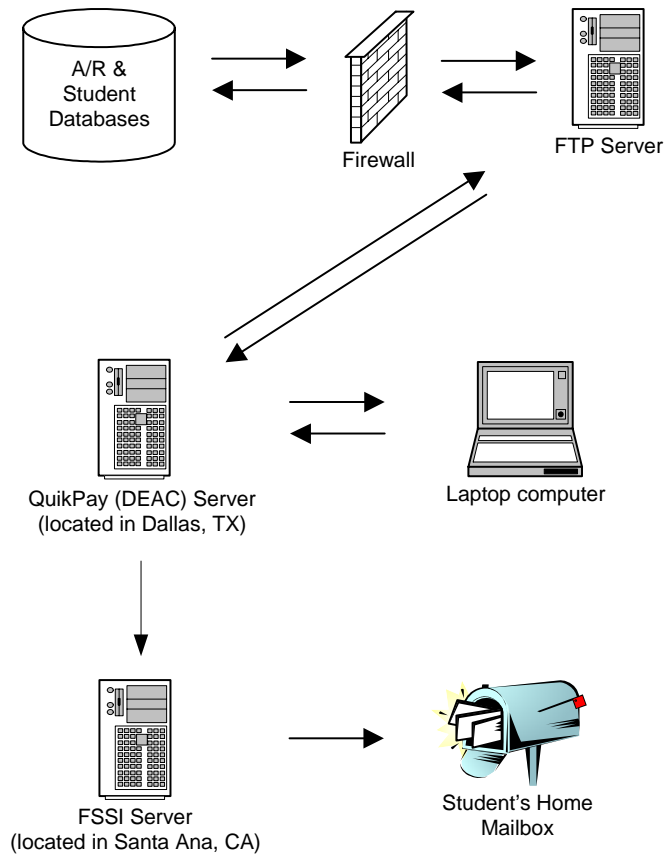 A/R &
Student
Databases
Firewall
FTP Server
QuikPay (DEAC) Server
(located in Dallas, TX)
Laptop computer
FSSI Server
(located in Santa Ana, CA)
Student's Home
Mailbox